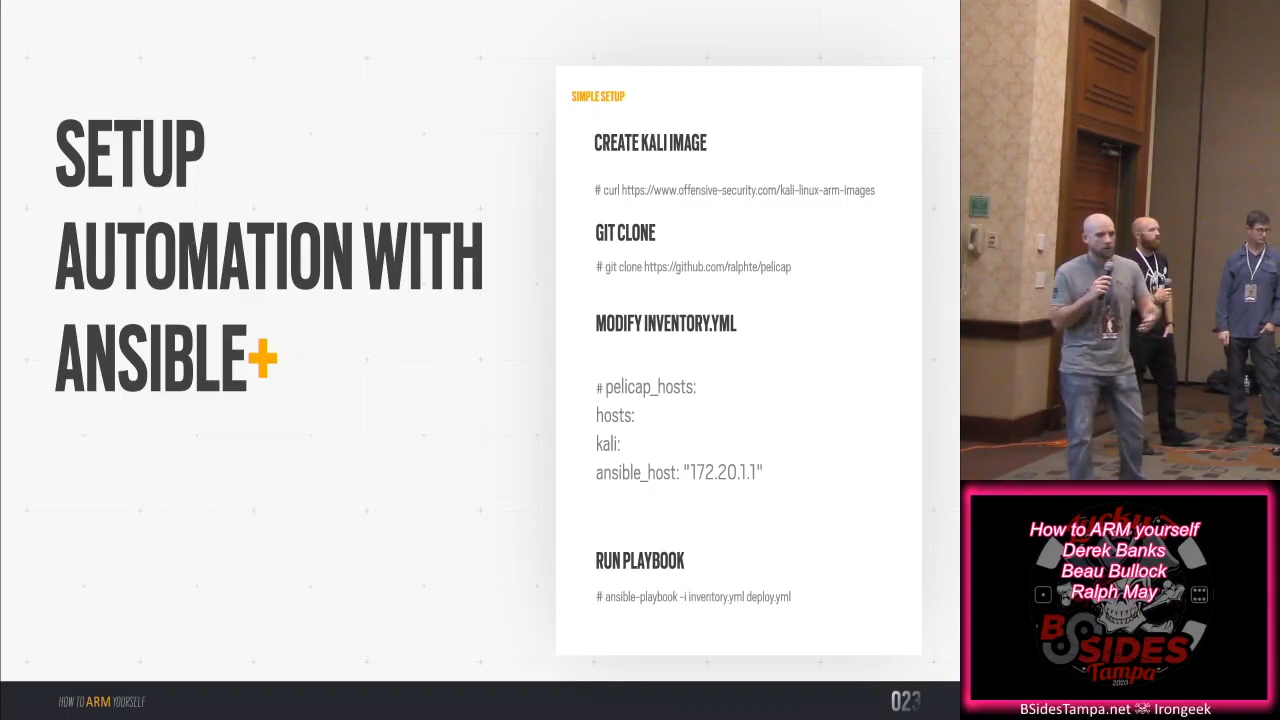 SETUP
AUTOMATION WITH
ANSIBLE+
SIMPLE SETUP
CREATE KALI IMAGE
# curl https://www.offensive-security.com/kali-linux-arm-images
GIT CLONE
# git clone https://github.com/ralphte/pelicap
MODIFY INVENTORY.YML
# pelicap_hosts:
hosts:
kali:
ansible_host: "172.20.1.1"
RUN PLAYBOOK
# ansible-playbook -i inventory.yml deploy.yml
HOW TO ARM YOURSELF
023
Lucky
How to ARM yourself
Derek Banks
Beau Bullock
Ralph May
BSIDES
Tampa
2020
BSidesTampa.net ☠ Irongeek